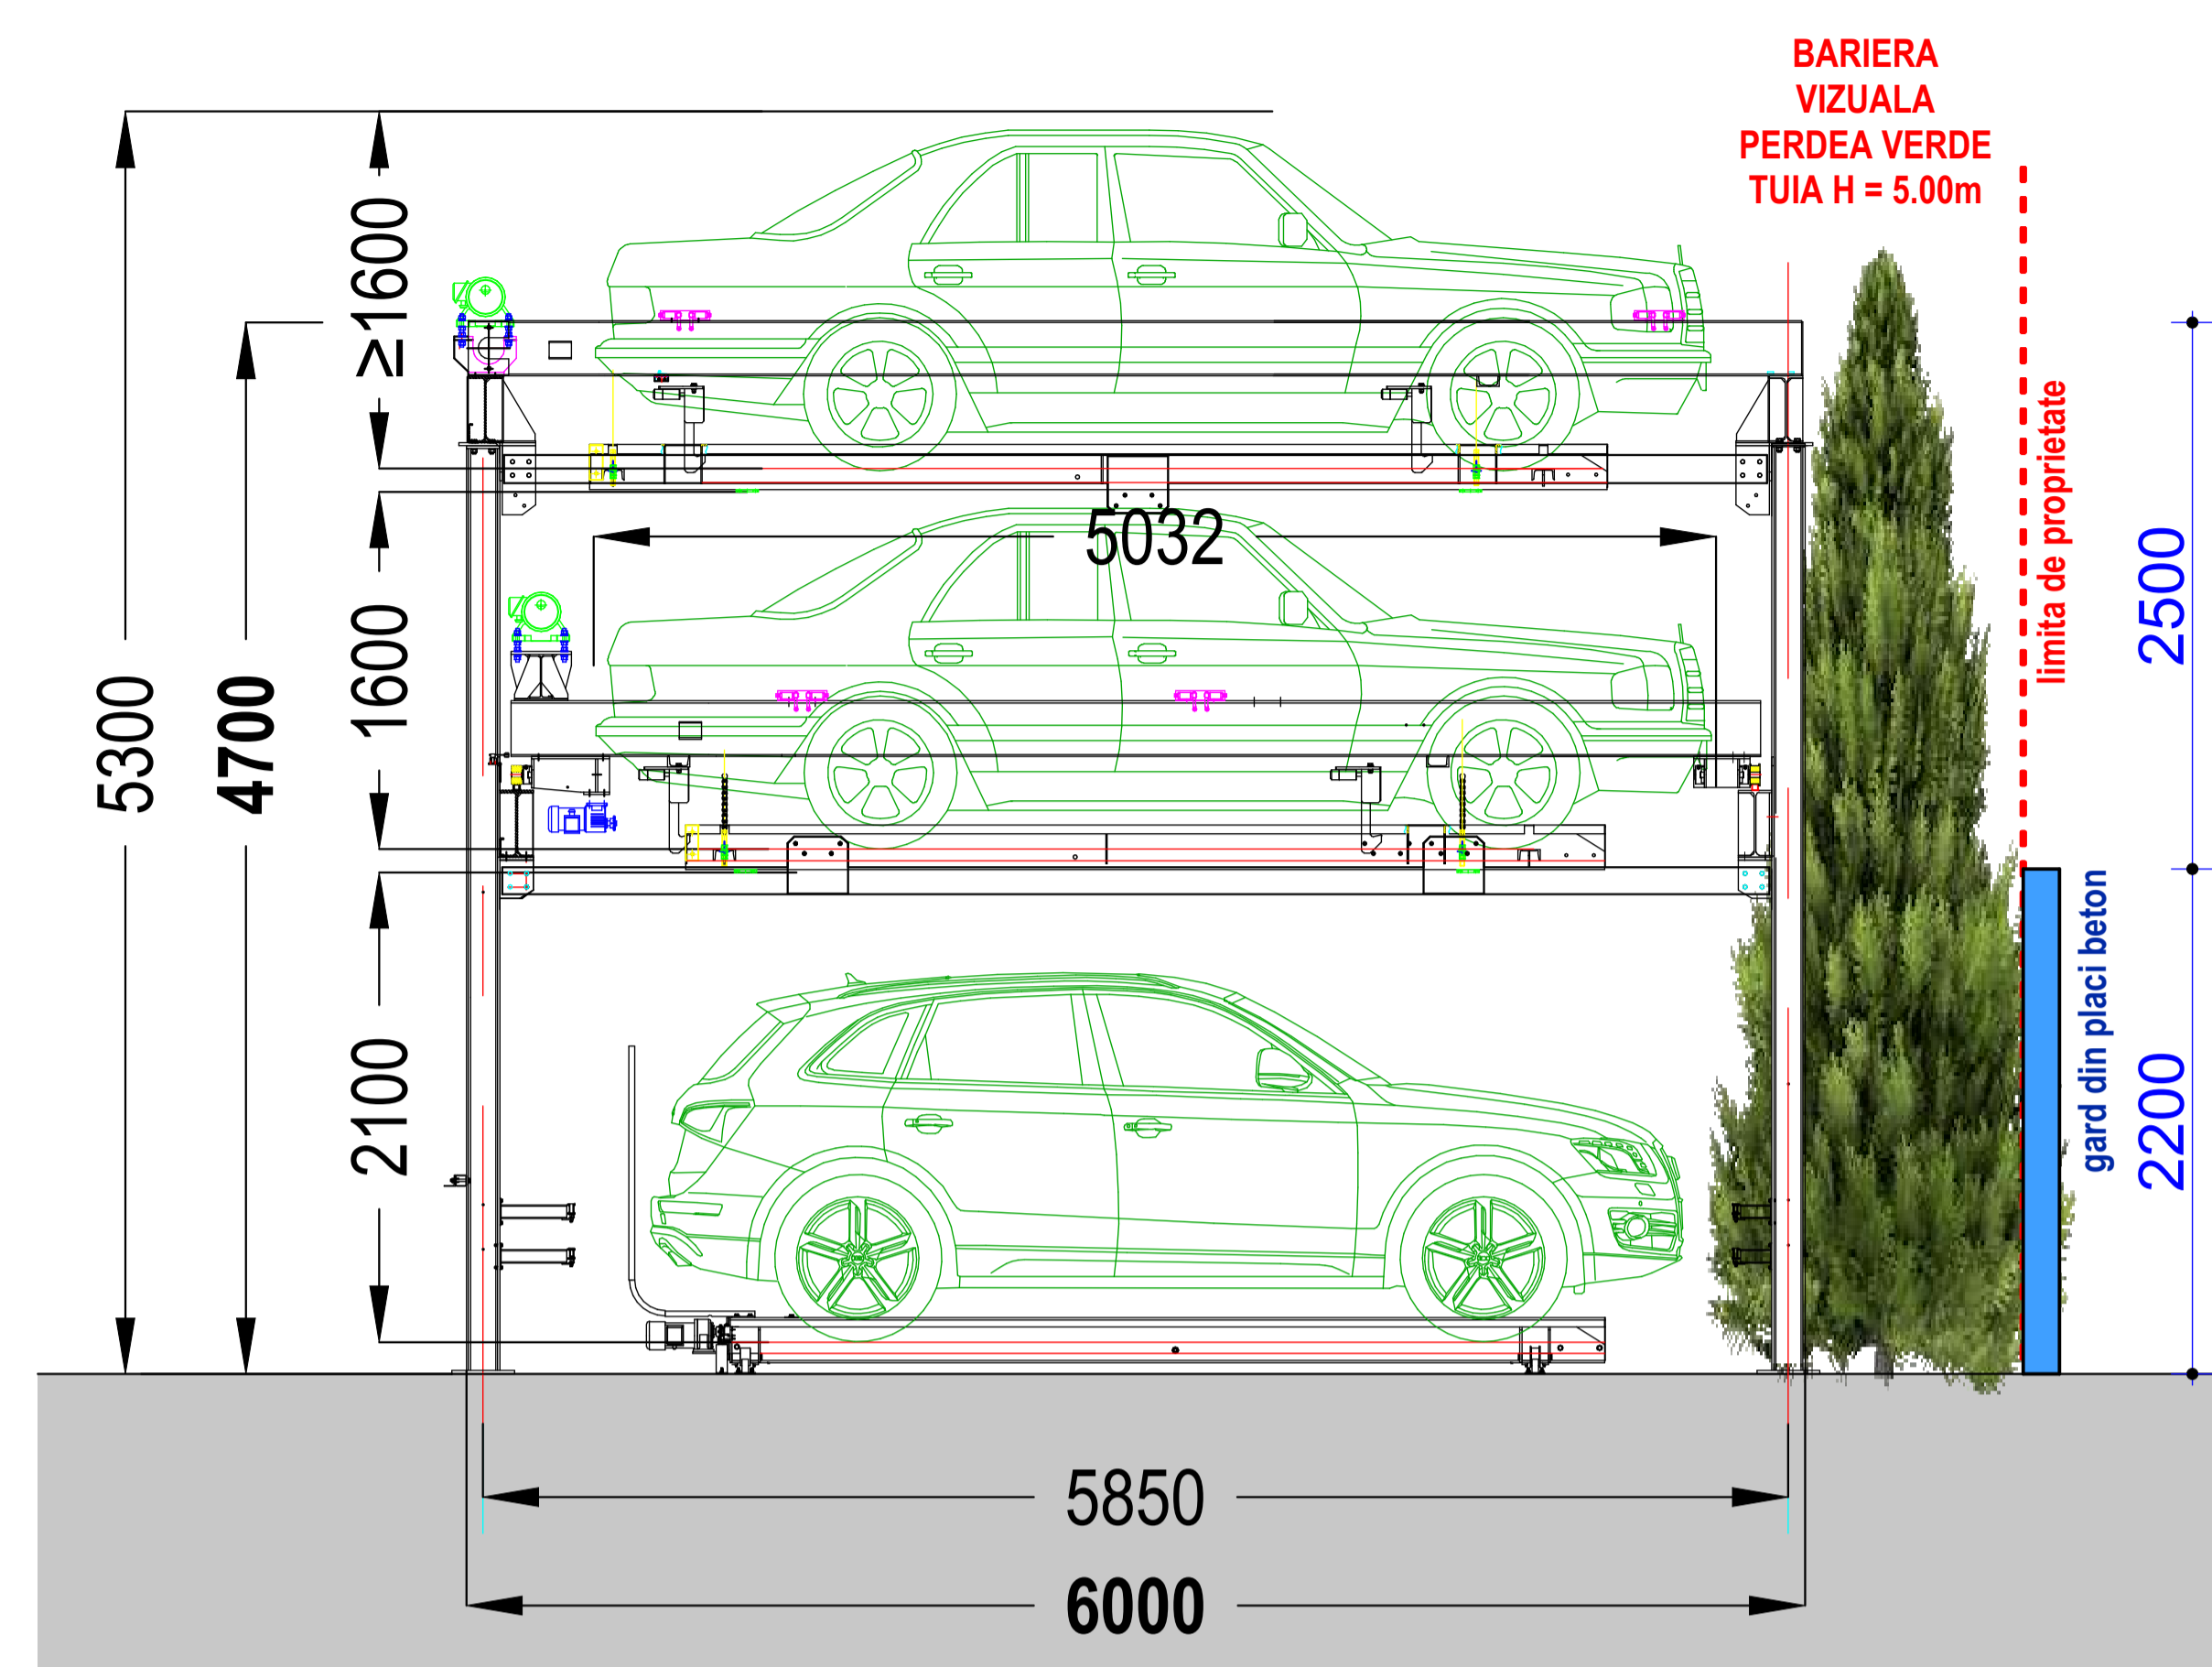 BARIERA
VIZUALA
PERDEA VERDE
TUIA H = 5.00m
≥1600
limita de proprietate
5032
2500
1600
5300
4700
gard din placi beton
2100
2200
5850
6000